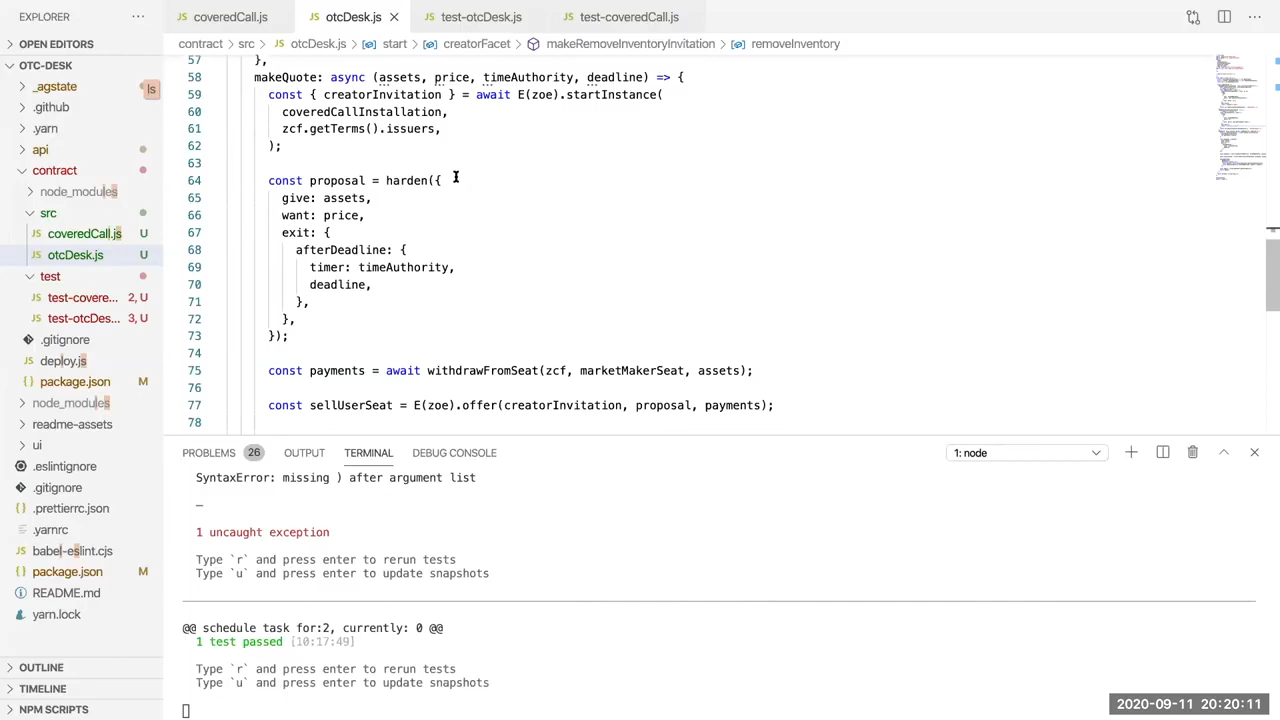 EXPLORER
coveredCall.js
otcDesk.js
test-otcDesk.js
test-coveredCall.js
OPEN EDITORS
contract > src > JS otcDesk.js > start > creatorFacet > makeRemoveInventoryInvitation > removeInventory
OTC-DESK
57 },
_agstate
ls
58 makeQuote: async (assets, price, timeAuthority, deadline) => {
.github
59 const { creatorInvitation } = await E(zoe).startInstance(
.yarn
60 coveredCallInstallation,
api
61 zcf.getTerms().issuers,
62 );
contract
63
node_modules
64 const proposal = harden({
src
65 give: assets,
coveredCall.js U
66 want: price,
otcDesk.js U
67 exit: {
test
68 afterDeadline: {
test-covere... 2, U
69 timer: timeAuthority,
test-otcDes... 3, U
70 deadline,
.gitignore
71 },
deploy.js
72 },
package.json M
73 });
node_modules
74
readme-assets
75 const payments = await withdrawFromSeat(zcf, marketMakerSeat, assets);
ui
76
.eslintignore
77 const sellUserSeat = E(zoe).offer(creatorInvitation, proposal, payments);
.gitignore
78
.prettierrc.json
.yarnrc
babel-eslint.cjs
package.json M
README.md
yarn.lock
OUTLINE
TIMELINE
NPM SCRIPTS
PROBLEMS 26 OUTPUT TERMINAL DEBUG CONSOLE 1: node
SyntaxError: missing ) after argument list
1 uncaught exception
Type `r` and press enter to rerun tests
Type `u` and press enter to update snapshots
@@ schedule task for:2, currently: 0 @@
1 test passed [10:17:49]
Type `r` and press enter to rerun tests
Type `u` and press enter to update snapshots
2020-09-11 20:20:11